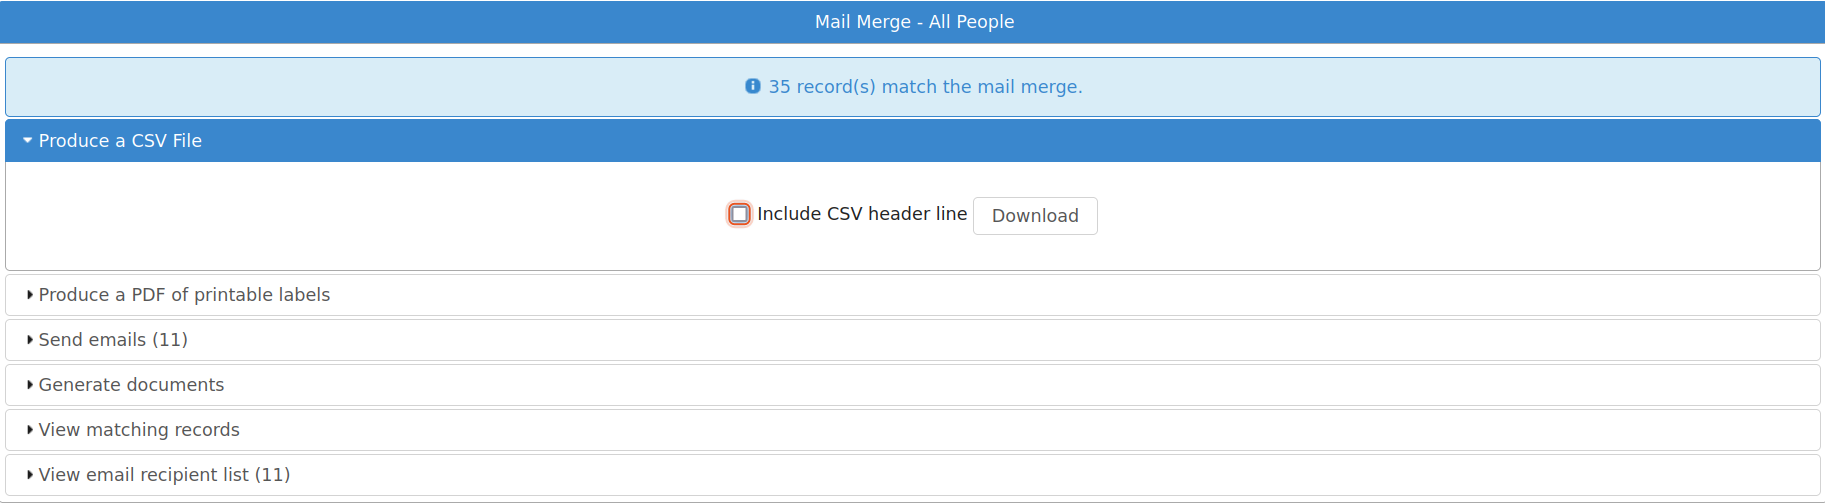 Mail Merge - All People
35 record(s) match the mail merge.
Produce a CSV File
Include CSV header line Download
Produce a PDF of printable labels
Send emails (11)
Generate documents
View matching records
View email recipient list (11)